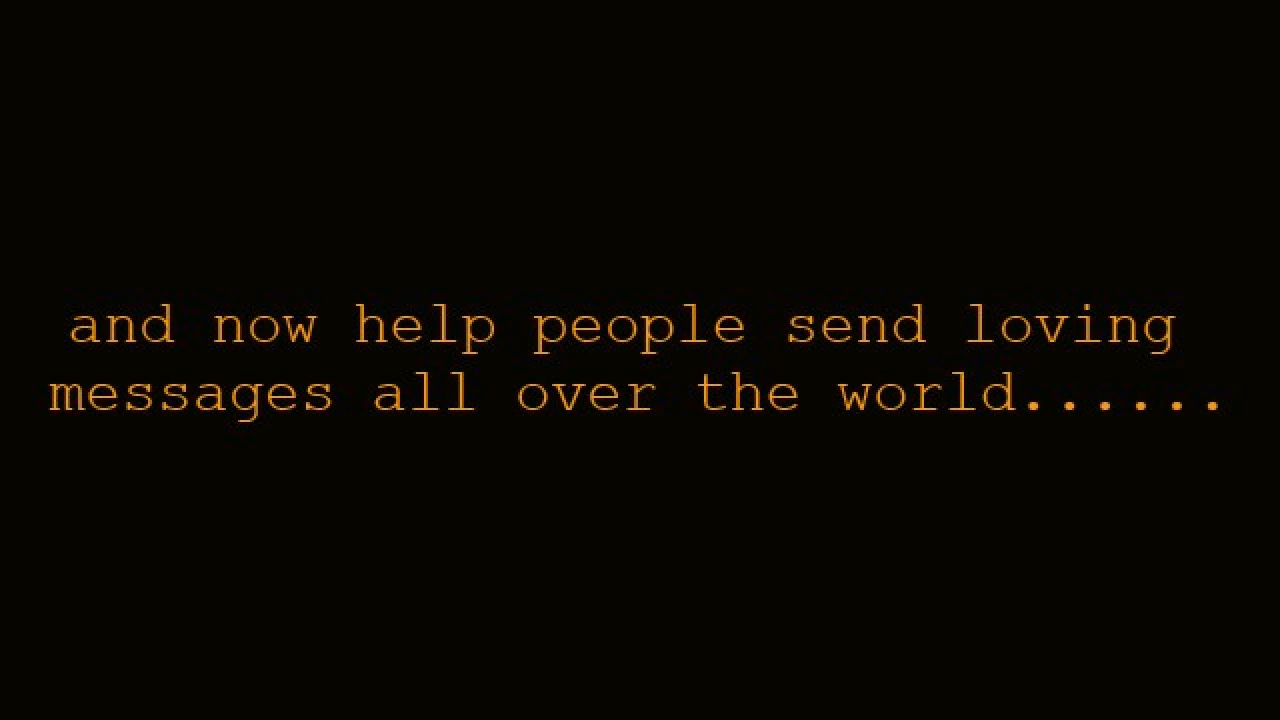 and now help people send loving
messages all over the world......